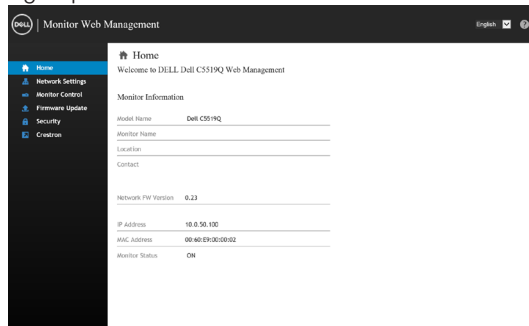 DELL | Monitor Web Management
English
?
Home
Network Settings
Monitor Control
Firmware Update
Security
Crestron
Home
Welcome to DELL Dell C5519Q Web Management
Monitor Information
Model Name Dell C5519Q
Monitor Name
Location
Contact
Network FW Version 0.23
IP Address 10.0.50.100
MAC Address 00:60:E9:00:00:02
Monitor Status ON